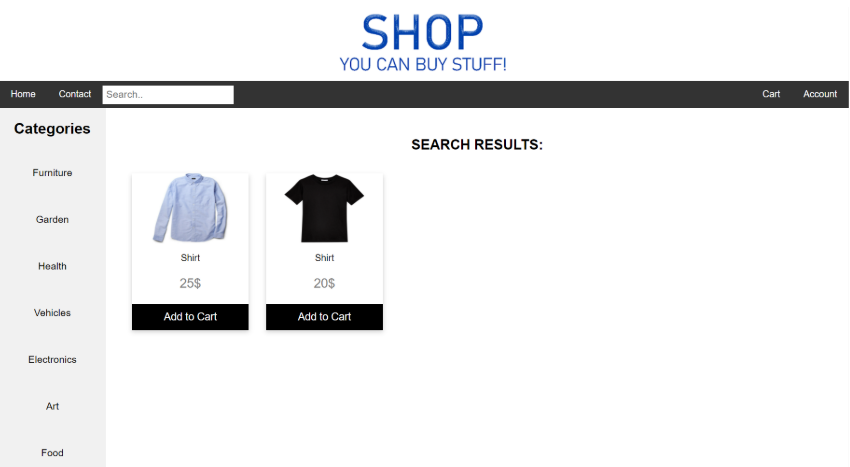 SHOP
YOU CAN BUY STUFF!
Home Contact Search.. Cart Account
Categories
Furniture
Garden
Health
Vehicles
Electronics
Art
Food
SEARCH RESULTS:
Shirt
25$
Add to Cart
Shirt
20$
Add to Cart